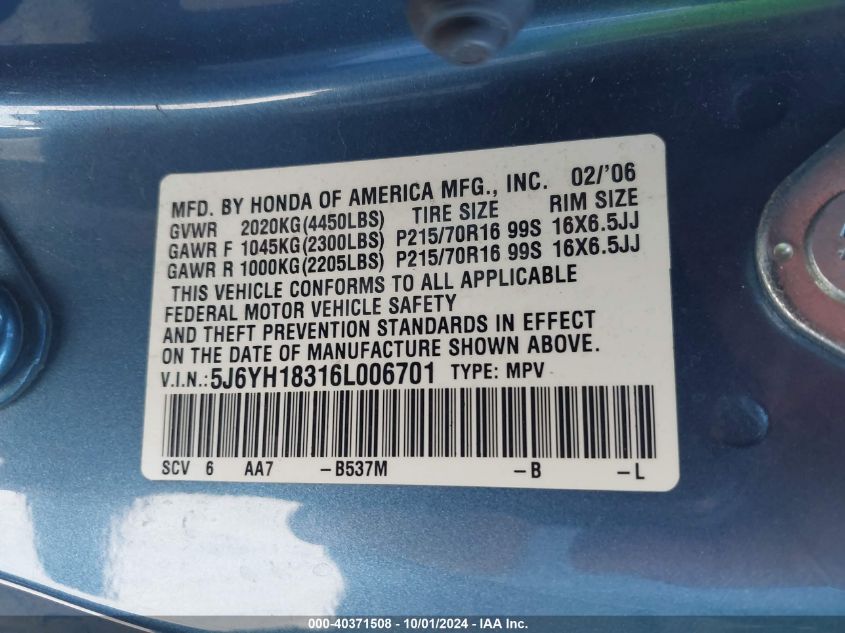 MFD. BY HONDA OF AMERICA MFG., INC. 02/'06
GVWR 2020KG(4450LBS) TIRE SIZE RIM SIZE
GAWR F 1045KG(2300LBS) P215/70R16 99S 16X6.5JJ
GAWR R 1000KG(2205LBS) P215/70R16 99S 16X6.5JJ
THIS VEHICLE CONFORMS TO ALL APPLICABLE
FEDERAL MOTOR VEHICLE SAFETY
AND THEFT PREVENTION STANDARDS IN EFFECT
ON THE DATE OF MANUFACTURE SHOWN ABOVE.
V.I.N.: 5J6YH18316L006701 TYPE: MPV
SCV 6 AA7 -B537M -B -L
000-40371508 - 10/01/2024 - IAA Inc.